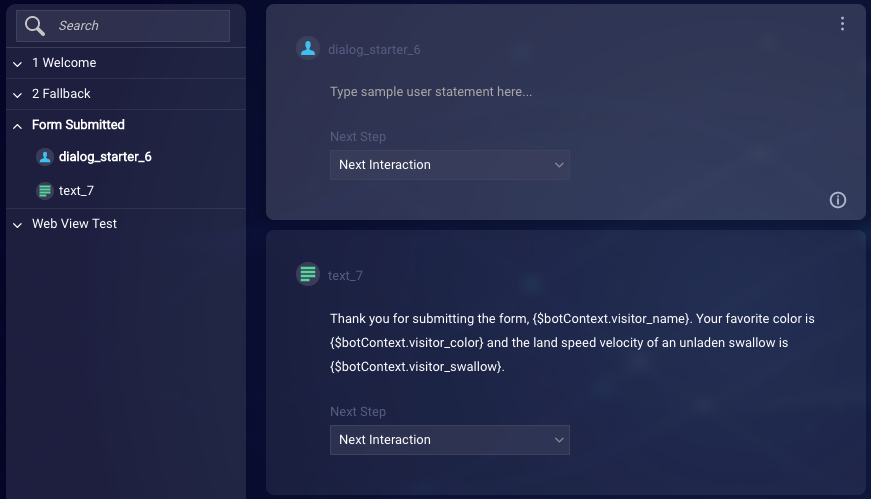 Search
1 Welcome
2 Fallback
Form Submitted
dialog_starter_6
text_7
Web View Test
dialog_starter_6
Type sample user statement here...
Next Step
Next Interaction
text_7
Thank you for submitting the form, {$botContext.visitor_name}. Your favorite color is
{$botContext.visitor_color} and the land speed velocity of an unladen swallow is
{$botContext.visitor_swallow}.
Next Step
Next Interaction